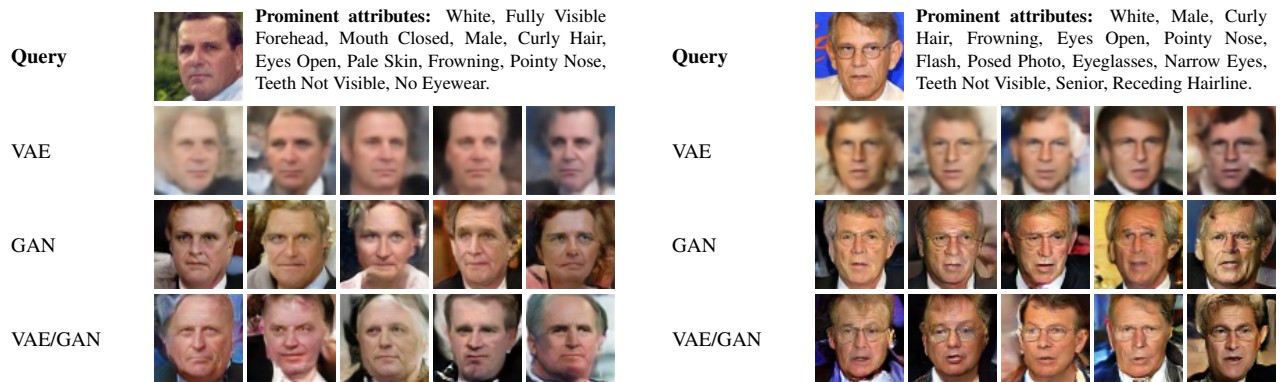 Prominent attributes: White, Fully Visible
Forehead, Mouth Closed, Male, Curly Hair,
Eyes Open, Pale Skin, Frowning, Pointy Nose,
Teeth Not Visible, No Eyewear.
Query
VAE
GAN
VAE/GAN
Prominent attributes: White, Male, Curly
Hair, Frowning, Eyes Open, Pointy Nose,
Flash, Posed Photo, Eyeglasses, Narrow Eyes,
Teeth Not Visible, Senior, Receding Hairline.
Query
VAE
GAN
VAE/GAN